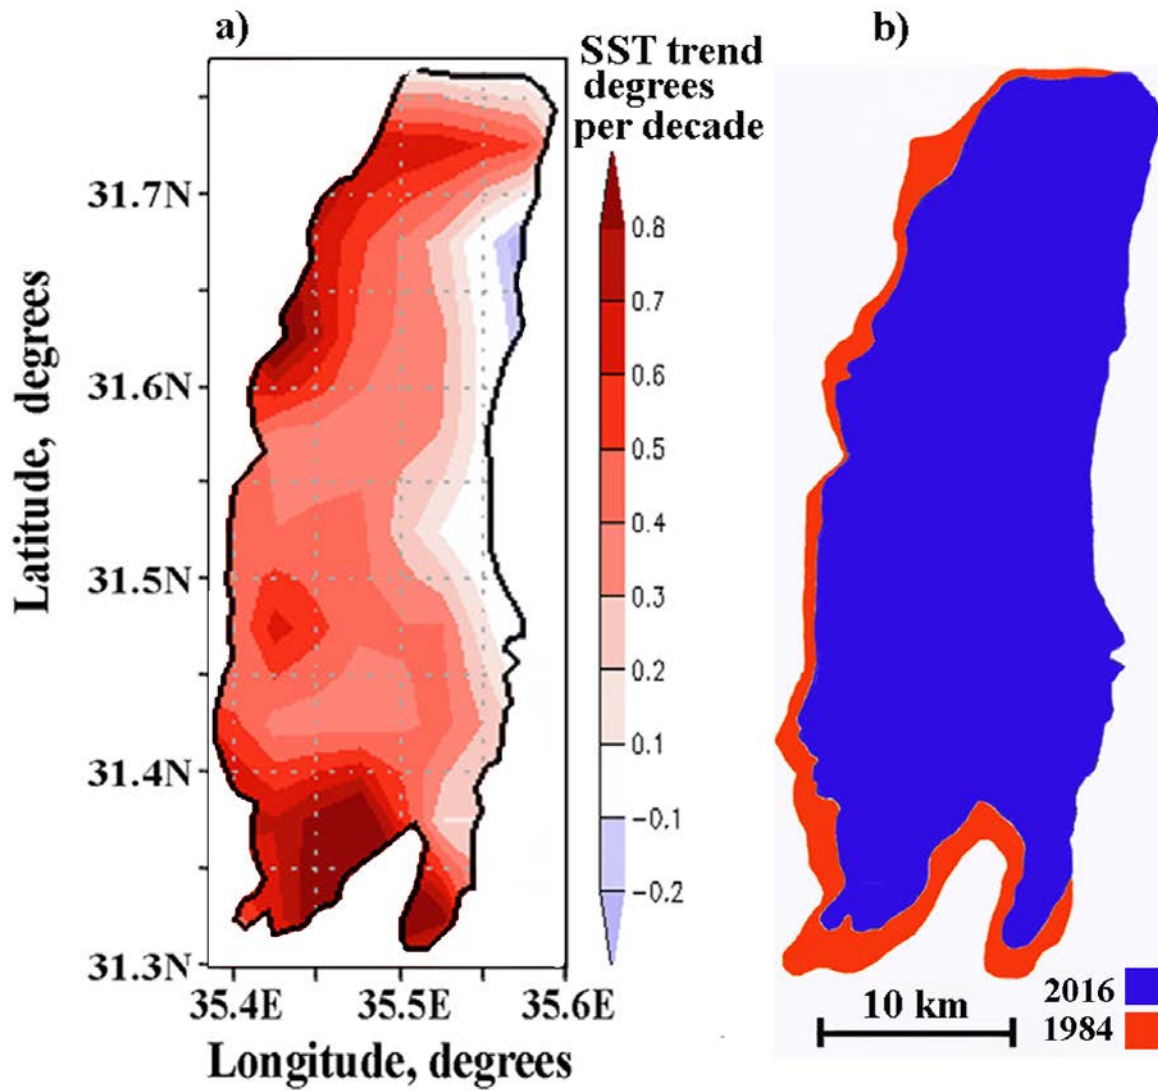 a)
SST trend
degrees
per decade
0.8
0.7
0.6
0.5
0.4
0.3
0.2
0.1
−0.1
−0.2
Latitude, degrees
31.7N
31.6N
31.5N
31.4N
31.3N
35.4E 35.5E 35.6E
Longitude, degrees
b)
10 km
2016
1984